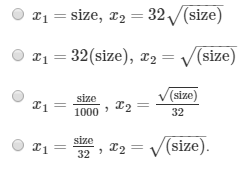 x₁ = size, x₂ = 32√(size)
x₁ = 32(size), x₂ = √(size)
x₁ = size/1000, x₂ = √(size)/32
x₁ = size/32, x₂ = √(size).